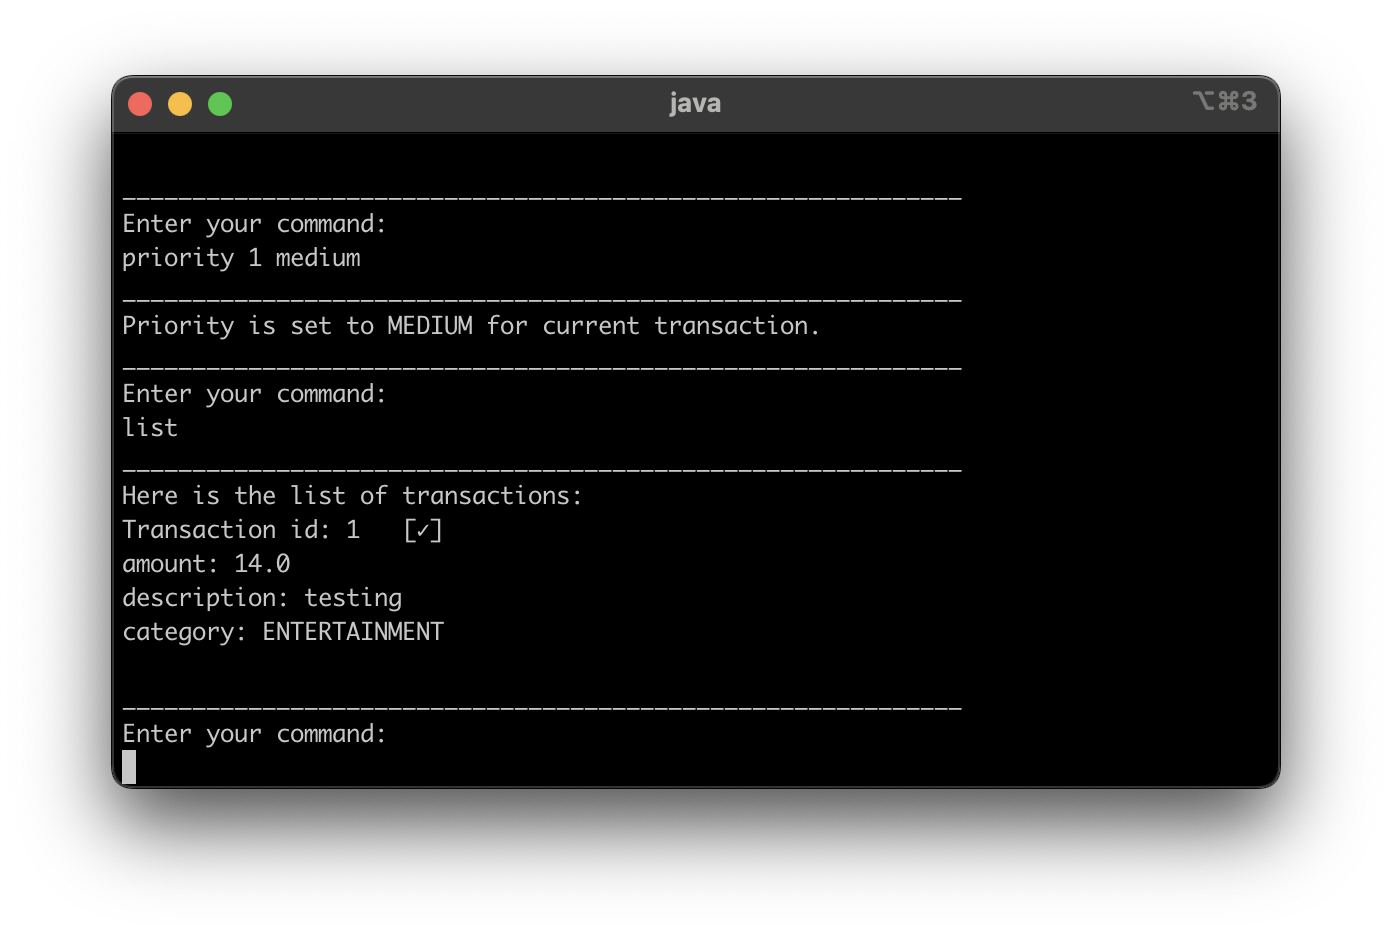 java
⌥⌘3
____________________________________________________________
Enter your command:
priority 1 medium
____________________________________________________________
Priority is set to MEDIUM for current transaction.
____________________________________________________________
Enter your command:
list
____________________________________________________________
Here is the list of transactions:
Transaction id: 1   [✓]
amount: 14.0
description: testing
category: ENTERTAINMENT
____________________________________________________________
Enter your command: